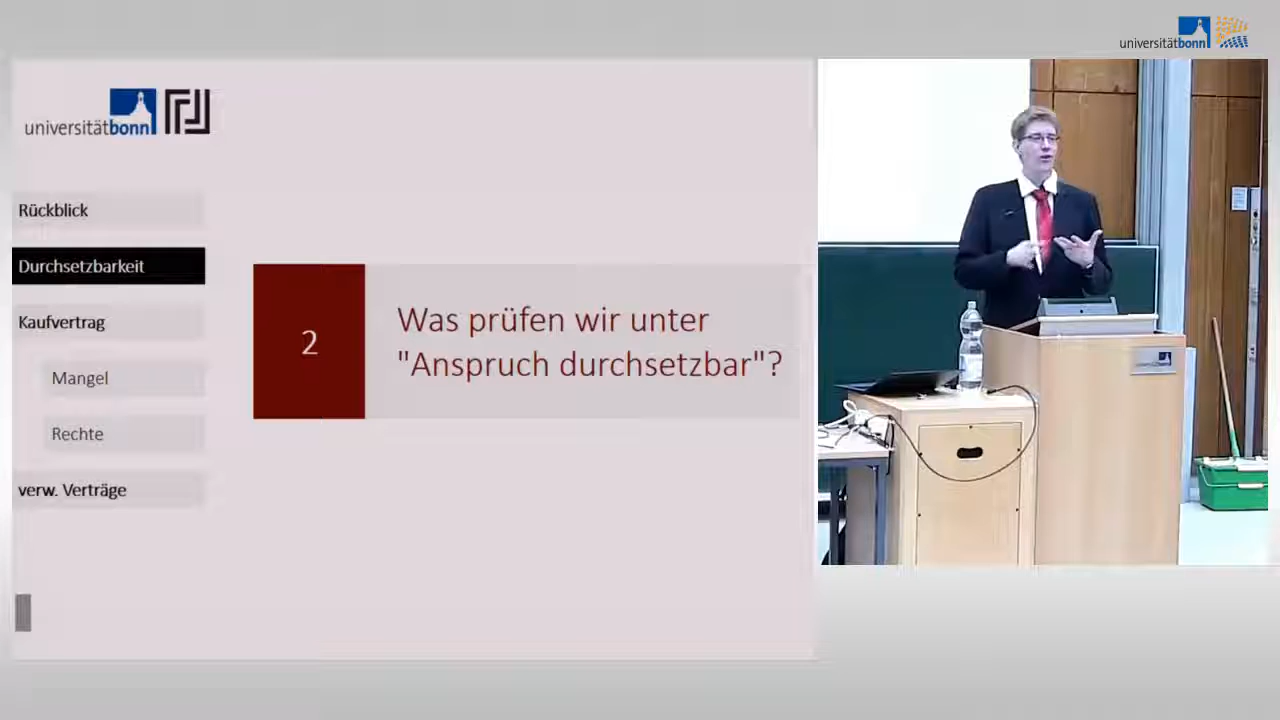 universitätbonn
universitätbonn
Rückblick
Durchsetzbarkeit
Kaufvertrag
Mangel
Rechte
verw. Verträge
2
Was prüfen wir unter
"Anspruch durchsetzbar"?